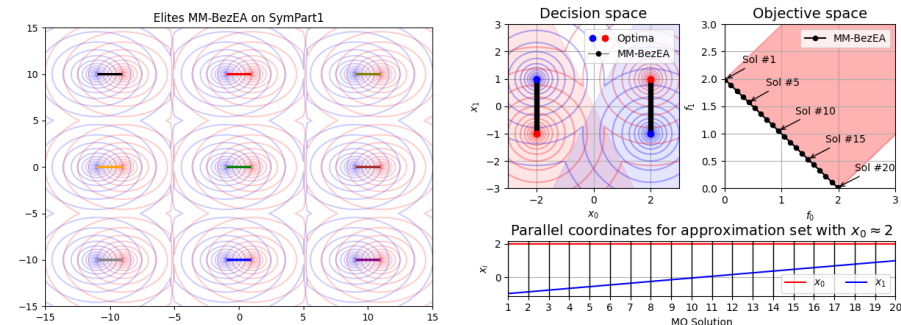 Elites MM-BezEA on SymPart1
15
10
5
0
−5
−10
−15
−15
−10
−5
0
5
10
15
Decision space
3
2
1
0
−1
−2
−3
x₁
−2
0
2
x₀
Optima
MM-BezEA
Objective space
3.0
2.5
2.0
1.5
1.0
0.5
0.0
f₁
0
1
2
3
f₀
MM-BezEA
Sol #1
Sol #5
Sol #10
Sol #15
Sol #20
Parallel coordinates for approximation set with x₀ ≈ 2
2
0
xᵢ
x₀
x₁
1 2 3 4 5 6 7 8 9 10 11 12 13 14 15 16 17 18 19 20
MO Solution